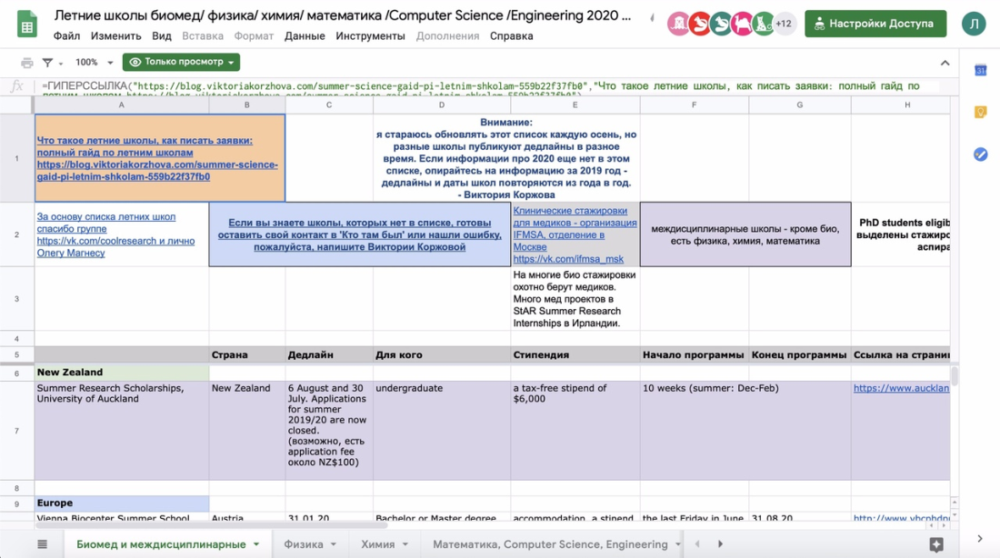 Летние школы биомед/ физика/ химия/ математика /Computer Science /Engineering 2020 ...
Файл Изменить Вид Вставка Формат Данные Инструменты Дополнения Справка
+12
Настройки Доступа
Л
100%
Только просмотр
fx
=ГИПЕРССЫЛКА("https://blog.viktoriakorzhova.com/summer-science-gaid-pi-letnim-shkolam-559b22f37fb0","Что такое летние школы, как писать заявки: полный гайд по
летним школам https://blog.viktoriakorzhova.com/summer-science-gaid-pi-letnim-shkolam-559b22f37fb0")
31
A B C D E F G H
1
Что такое летние школы, как писать заявки:
полный гайд по летним школам
https://blog.viktoriakorzhova.com/summer-science-
gaid-pi-letnim-shkolam-559b22f37fb0
Внимание:
я стараюсь обновлять этот список каждую осень, но
разные школы публикуют дедлайны в разное
время. Если информации про 2020 еще нет в этом
списке, опирайтесь на информацию за 2019 год -
дедлайны и даты школ повторяются из года в год.
- Виктория Коржова
2
За основу списка летних школ
спасибо группе
https://vk.com/coolresearch и лично
Олегу Магнесу
Если вы знаете школы, которых нет в списке, готовы
оставить свой контакт в 'Кто там был' или нашли ошибку,
пожалуйста, напишите Виктории Коржовой
Клинические стажировки
для медиков - организация
IFMSA, отделение в
Москве
https://vk.com/ifmsa_msk
междисциплинарные школы - кроме био,
есть физика, химия, математика
PhD students eligib
выделены стажиро
аспира
3
На многие био стажировки
охотно берут медиков.
Много мед проектов в
StAR Summer Research
Internships в Ирландии.
4
5
Страна Дедлайн Для кого Стипендия Начало программы Конец программы Ссылка на страни
6
New Zealand
7
Summer Research Scholarships,
University of Auckland
New Zealand
6 August and 30
July. Applications
for summer
2019/20 are now
closed.
(возможно, есть
application fee
около NZ$100)
undergraduate
a tax-free stipend of
$6,000
10 weeks (summer: Dec-Feb)
https://www.aucklan
8
9
Europe
Vienna Biocenter Summer School Austria 31.01.20 Bachelor or Master degree accommodation, a stipend the last Friday in June 31.08.20 http://www.vbcphdp
Биомед и междисциплинарные Физика Химия Математика, Computer Science, Engineering